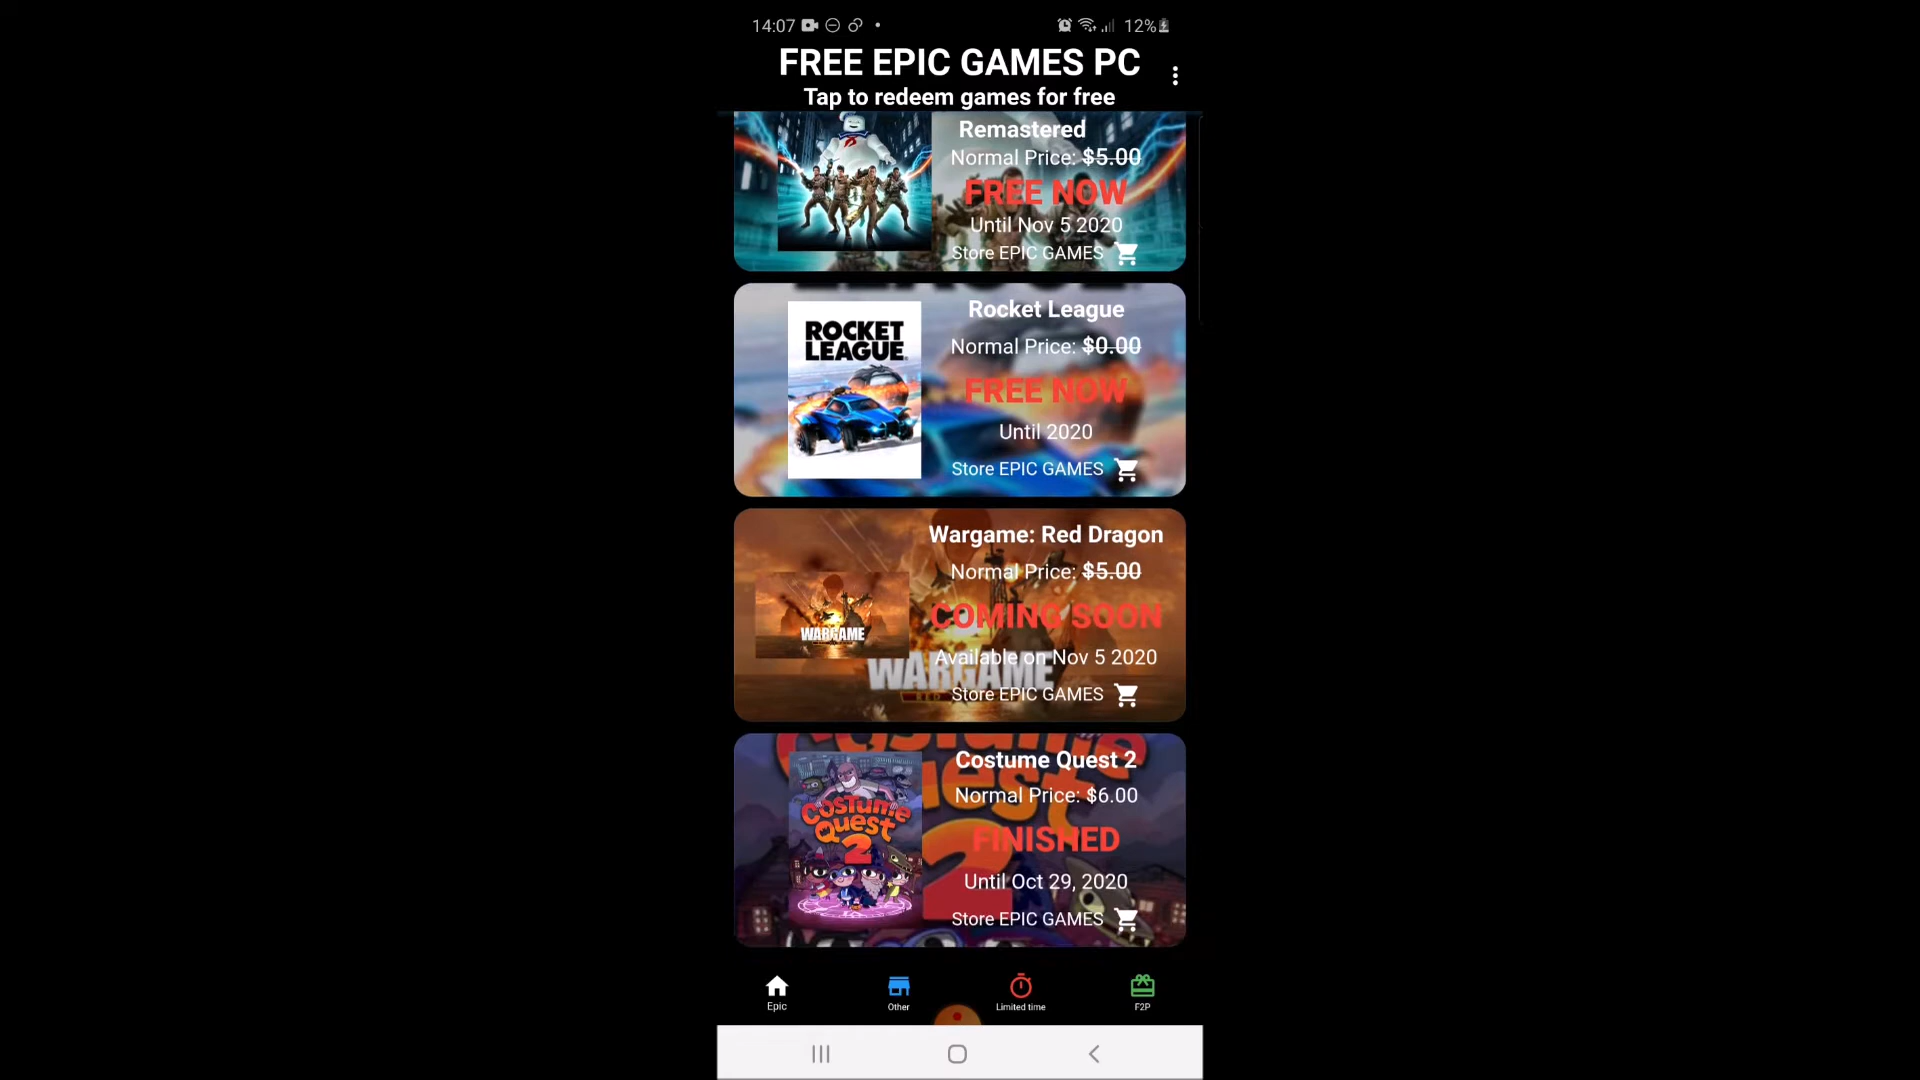 14:07
12%
FREE EPIC GAMES PC
Tap to redeem games for free
Remastered
Normal Price: $5.00
FREE NOW
Until Nov 5 2020
Store EPIC GAMES
ROCKET
LEAGUE
Rocket League
Normal Price: $0.00
FREE NOW
Until 2020
Store EPIC GAMES
WARGAME
Wargame: Red Dragon
Normal Price: $5.00
COMING SOON
Available on Nov 5 2020
WARGAME
Store EPIC GAMES
Costume
Quest
2
Costume Quest 2
Normal Price: $6.00
FINISHED
Until Oct 29, 2020
Store EPIC GAMES
Epic
Other
Limited time
F2P